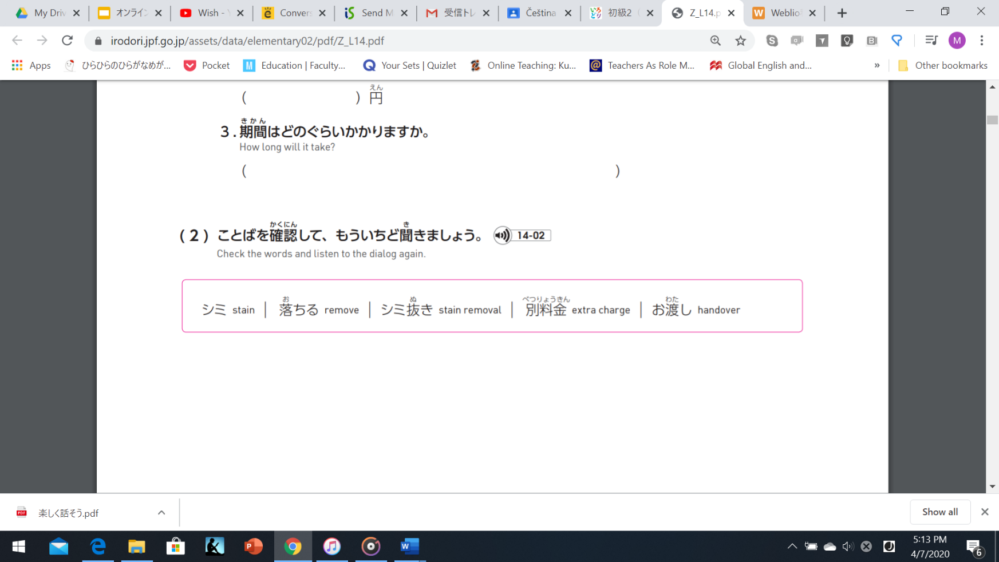 My Driv
オンライン
Wish - Y
Convers
Send M
受信トレ
Čeština
初級2 (
Z_L14.p
Weblio
irodori.jpf.go.jp/assets/data/elementary02/pdf/Z_L14.pdf
M
Apps
ひらひらのひらがなめが...
Pocket
Education | Faculty...
Your Sets | Quizlet
Online Teaching: Ku...
Teachers As Role M...
Global English and...
»
Other bookmarks
えん
( ) 円
きかん
3.期間はどのぐらいかかりますか。
How long will it take?
( )
かくにん き
(2) ことばを確認して、もういちど聞きましょう。 14-02
Check the words and listen to the dialog again.
お ぬ べつりょうきん わた
シミ stain | 落ちる remove | シミ抜き stain removal | 別料金 extra charge | お渡し handover
楽しく話そう.pdf
Show all
5:13 PM
4/7/2020
6